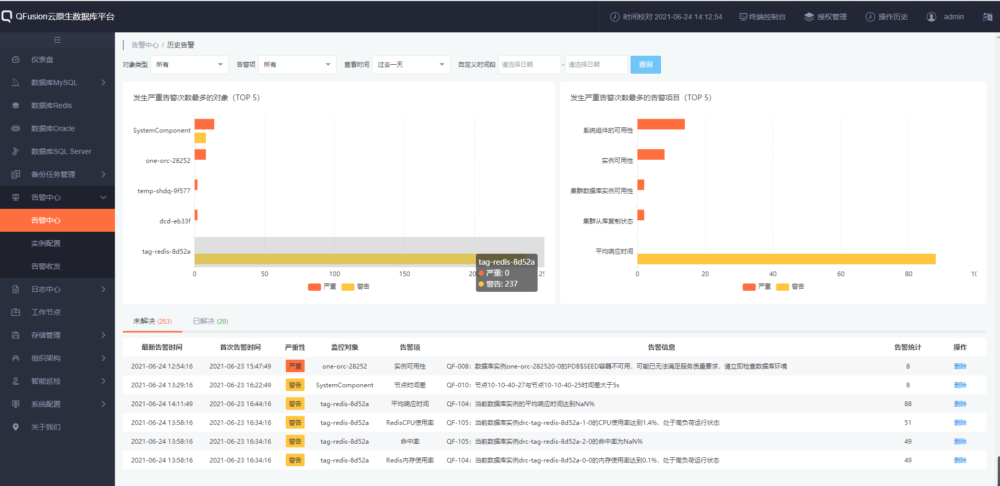 QFusion云原生数据库平台
时间校对 2021-06-24 14:12:54
终端控制台
授权管理
操作历史
admin
仪表盘
数据库MySQL
数据库Redis
数据库Oracle
数据库SQL Server
备份任务管理
告警中心
告警中心
实例配置
告警收发
日志中心
工作节点
存储管理
组织架构
智能巡检
系统配置
关于我们
告警中心 / 历史告警
对象类型 所有 告警项 所有 查看时间 过去一天 自定义时间段 请选择日期 - 请选择日期 查询
发生严重告警次数最多的对象（TOP 5）
SystemComponent
one-orc-28252
temp-shdq-9f577
dcd-eb33f
tag-redis-8d52a
0 50 100 150 20 25
tag-redis-8d52a
严重: 0
警告: 237
严重 警告
发生严重告警次数最多的告警项目（TOP 5）
系统组件的可用性
实例可用性
集群数据库实例可用性
集群从库复制状态
平均响应时间
0 20 40 60 80 10
严重 警告
未解决 (253) 已解决 (20)
最新告警时间 首次告警时间 严重性 监控对象 告警项 告警信息 告警统计 操作
2021-06-24 12:54:16 2021-06-23 15:47:49 严重 one-orc-28252 实例可用性 QF-008：数据库实例one-orc-282520-0的PDB$SEED容器不可用，可能已无法满足服务质量要求，请立即检查数据库环境 8 删除
2021-06-24 13:29:16 2021-06-23 16:22:49 警告 SystemComponent 节点时间差 QF-010：节点10-10-40-27与节点10-10-40-25时间差大于5s 8 删除
2021-06-24 14:11:49 2021-06-23 16:44:16 警告 tag-redis-8d52a 平均响应时间 QF-104：当前数据库实例的平均响应时间达到NaN% 88 删除
2021-06-24 13:58:16 2021-06-23 16:34:16 警告 tag-redis-8d52a RedisCPU使用率 QF-105：当前数据库实例drc-tag-redis-8d52a-1-0的CPU使用率达到1.4%，处于高负荷运行状态 51 删除
2021-06-24 13:58:16 2021-06-23 16:34:16 警告 tag-redis-8d52a 命中率 QF-105：当前数据库实例drc-tag-redis-8d52a-2-0的命中率为NaN% 49 删除
2021-06-24 13:58:16 2021-06-23 16:34:16 警告 tag-redis-8d52a Redis内存使用率 QF-104：当前数据库实例drc-tag-redis-8d52a-0-0的内存使用率达到0.1%，处于高负荷运行状态 49 删除